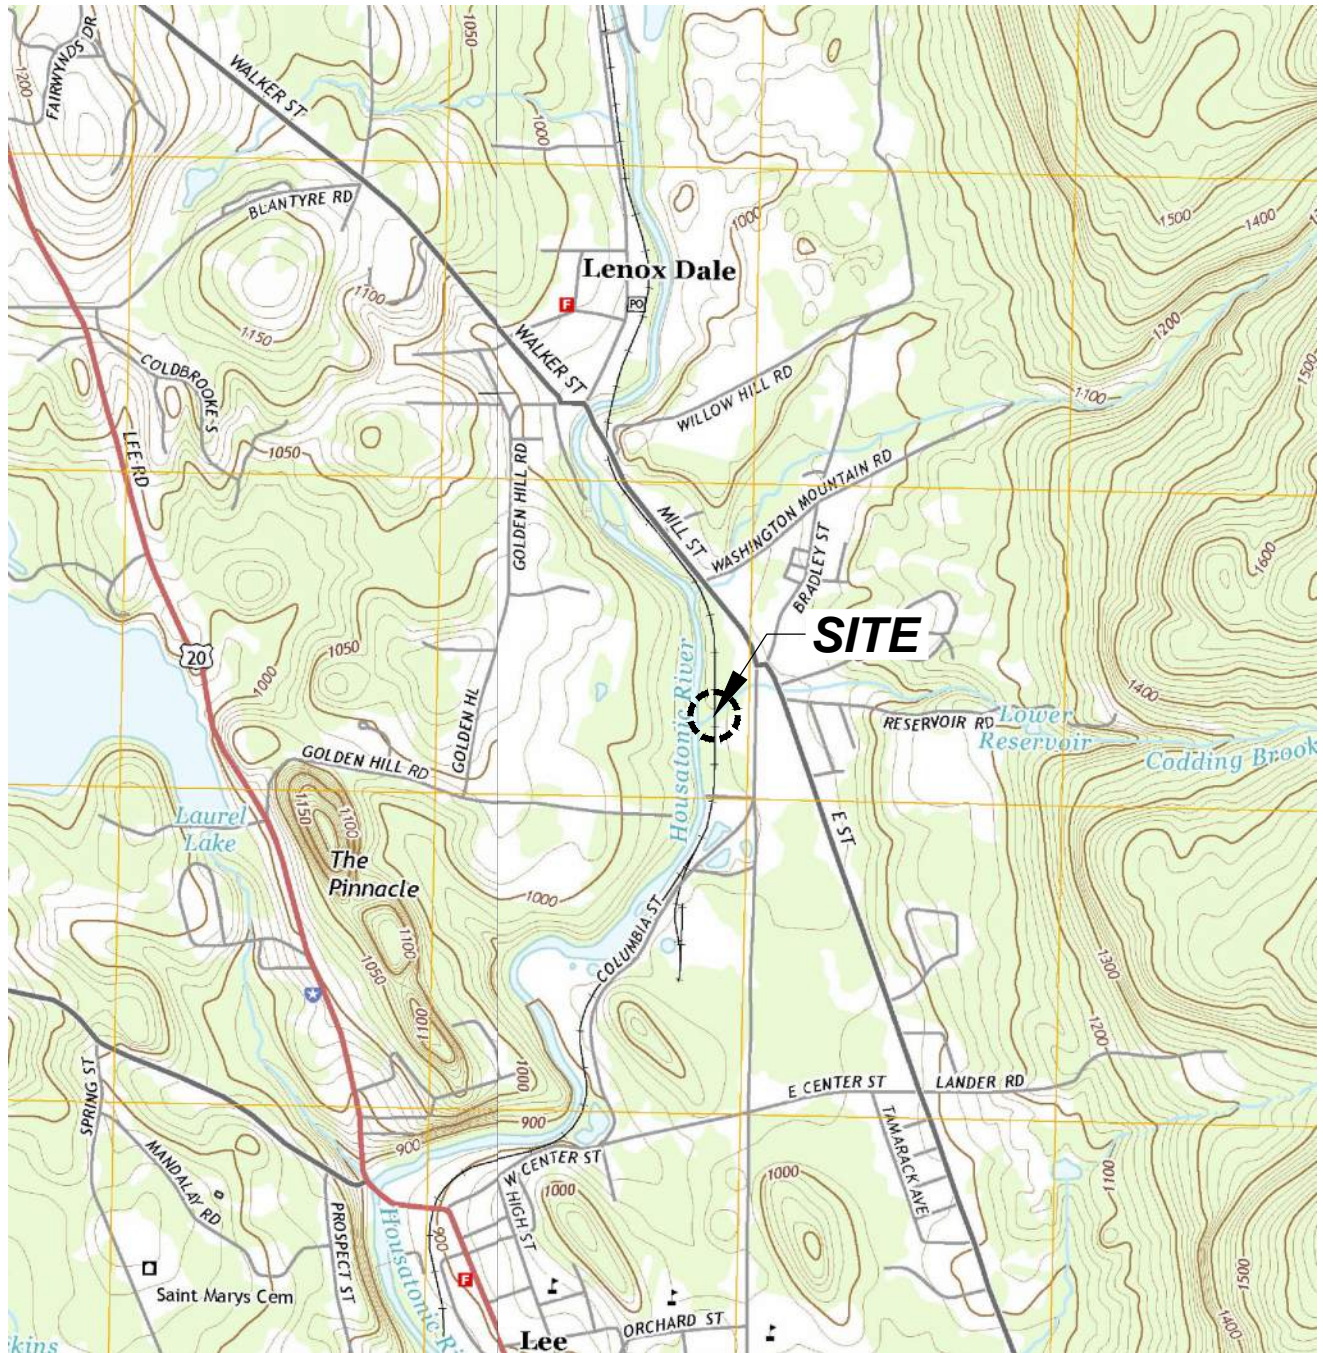 FAIRWYNDS DR
1200
1050
WALKER ST
1000
BLANTYRE RD
1000
1500
1400
Lenox Dale
F
PO
1100
1150
WALKER ST
1200
COLDBROOKE S
WILLOW HILL RD
1500
1100
LEE RD
1050
GOLDEN HILL RD
MILL ST
WASHINGTON MOUNTAIN RD
BRADLEY ST
1600
SITE
20
1050
1000
Housatonic River
1400
GOLDEN HL
RESERVOIR RD
Lower
Reservoir
Codding Brook
GOLDEN HILL RD
1150
1100
Laurel
Lake
E ST
The
Pinnacle
1000
COLUMBIA ST
1100
1050
1300
1100
1200
1000
SPRING ST
E CENTER ST
LANDER RD
900
900
TAMARACK AVE
MANDALAY RD
W CENTER ST
1000
1000
1100
PROSPECT ST
HIGH ST
Housatonic Ri
900
F
Saint Marys Cem
1500
ORCHARD ST
1400
Lee
kins